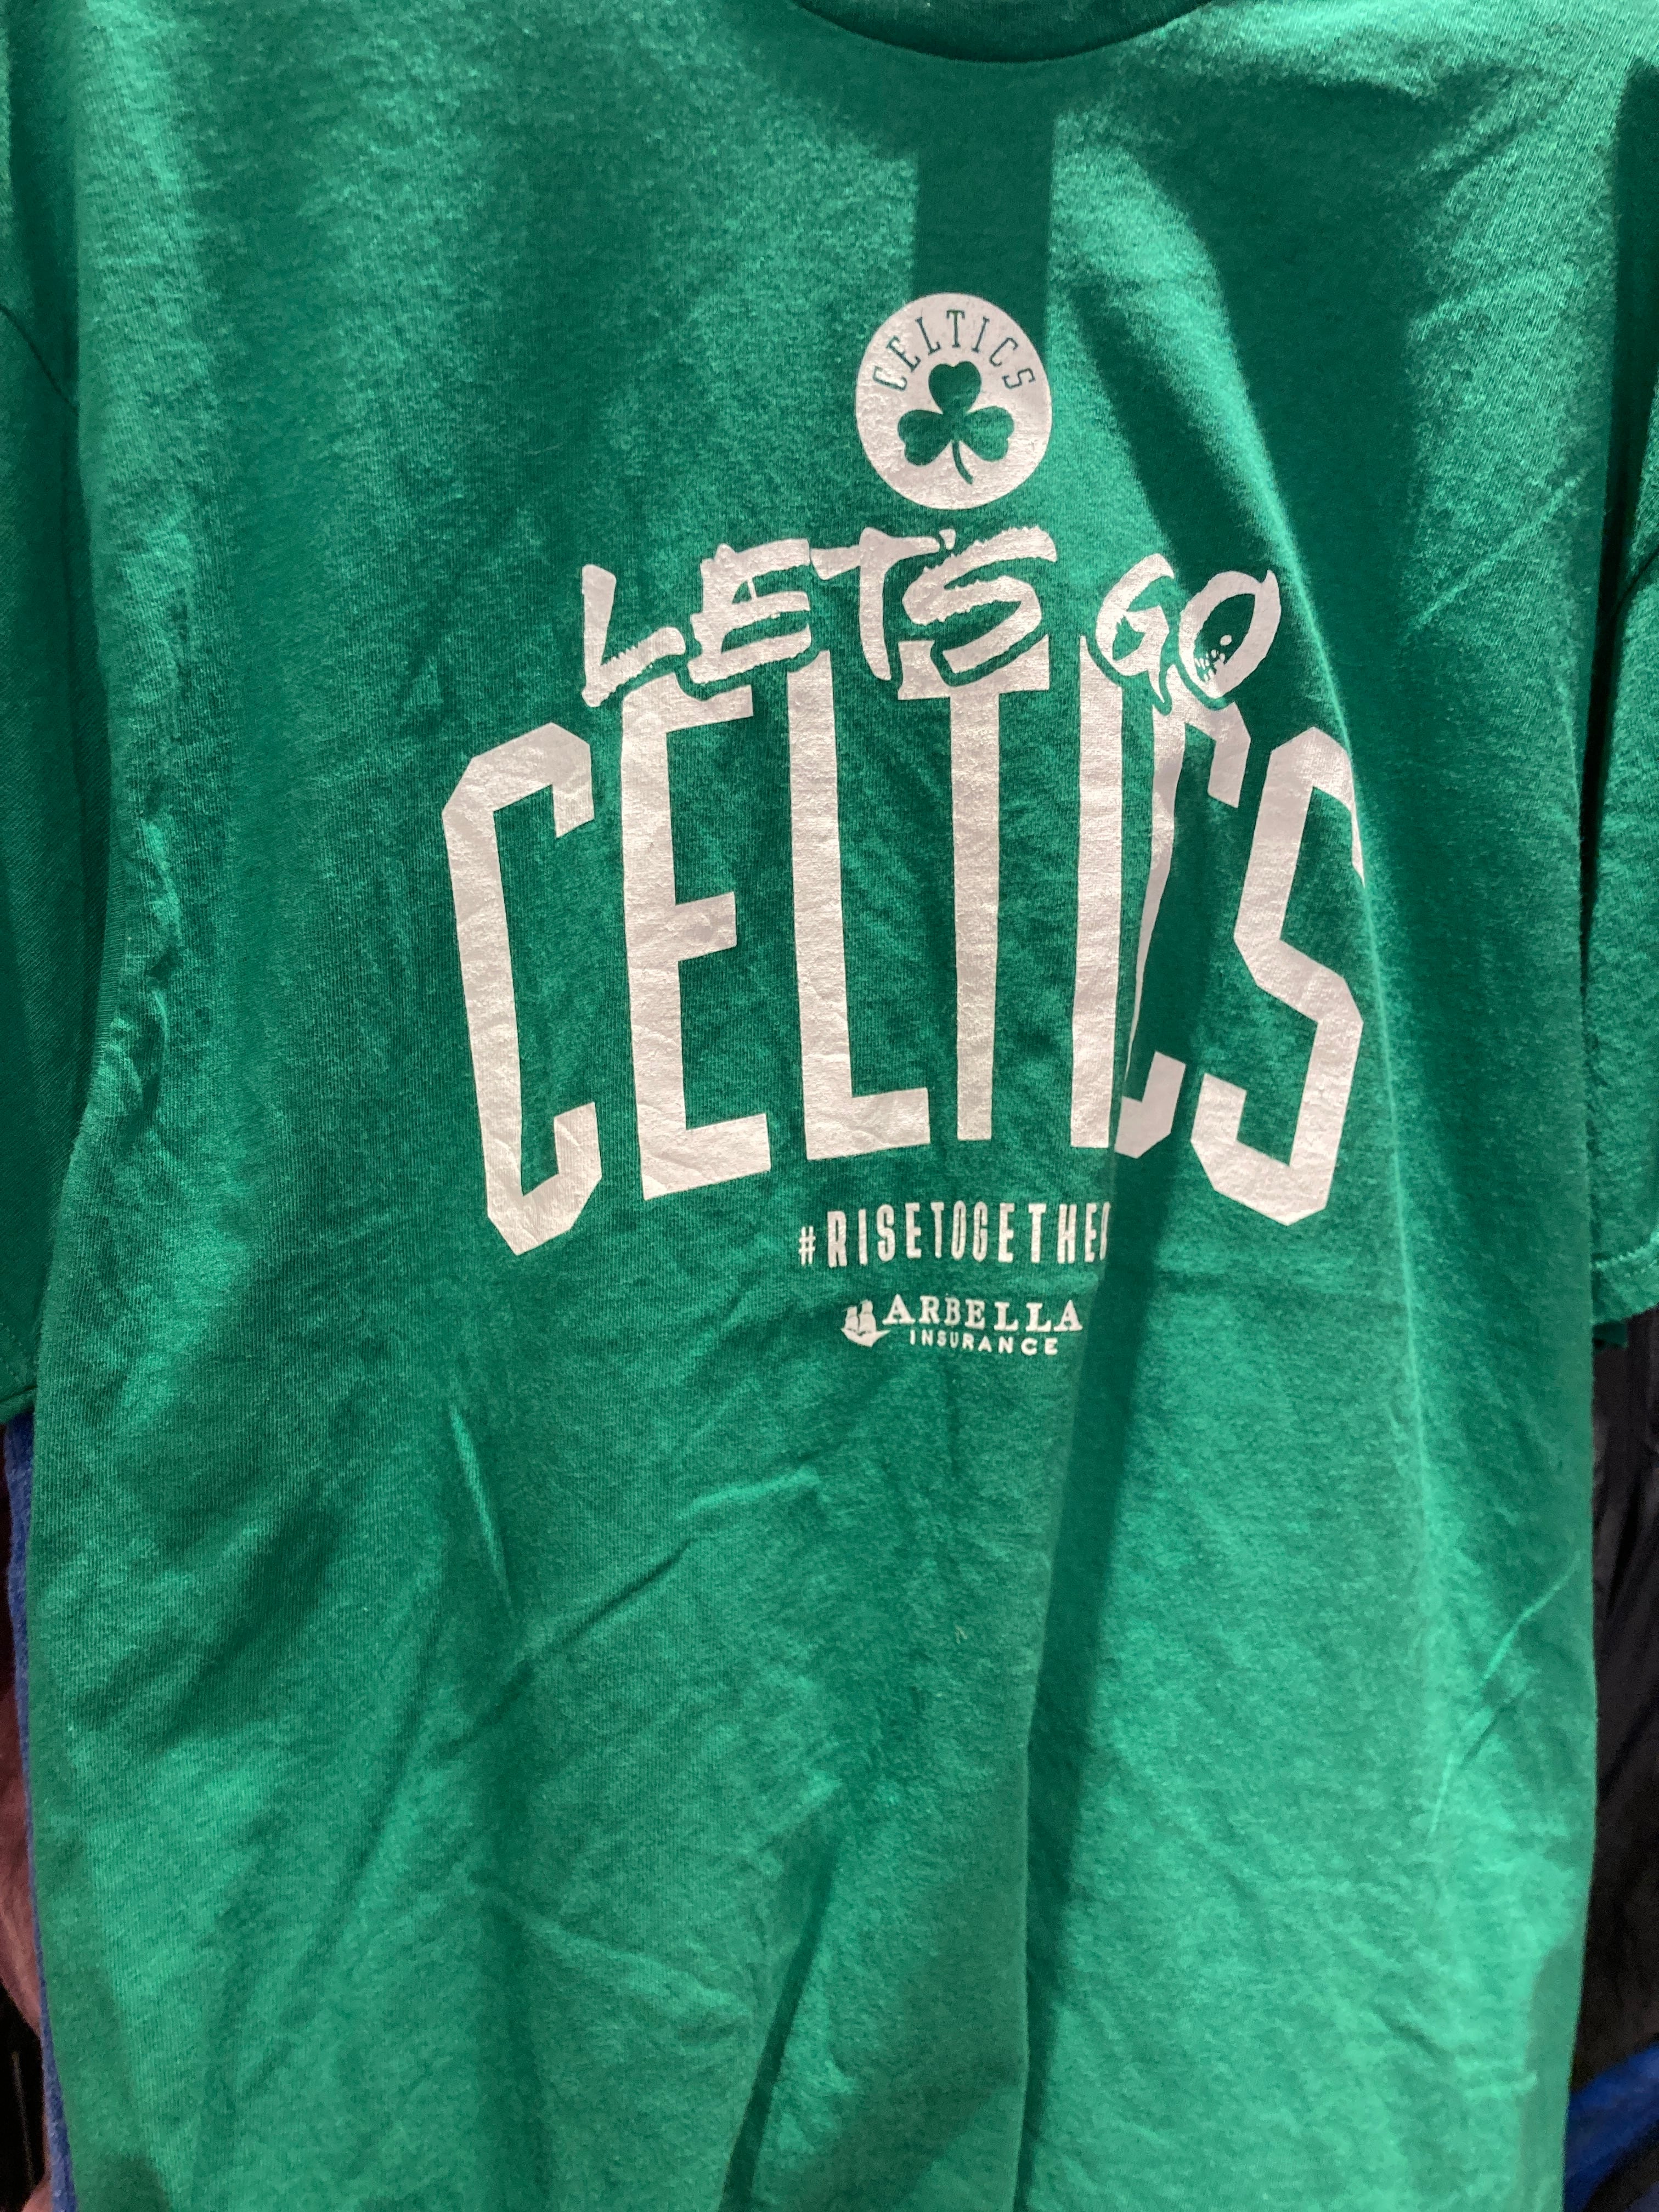 CELTICS
LET'S GO
CELTICS
#RISETOGETHER
ARBELLA
INSURANCE